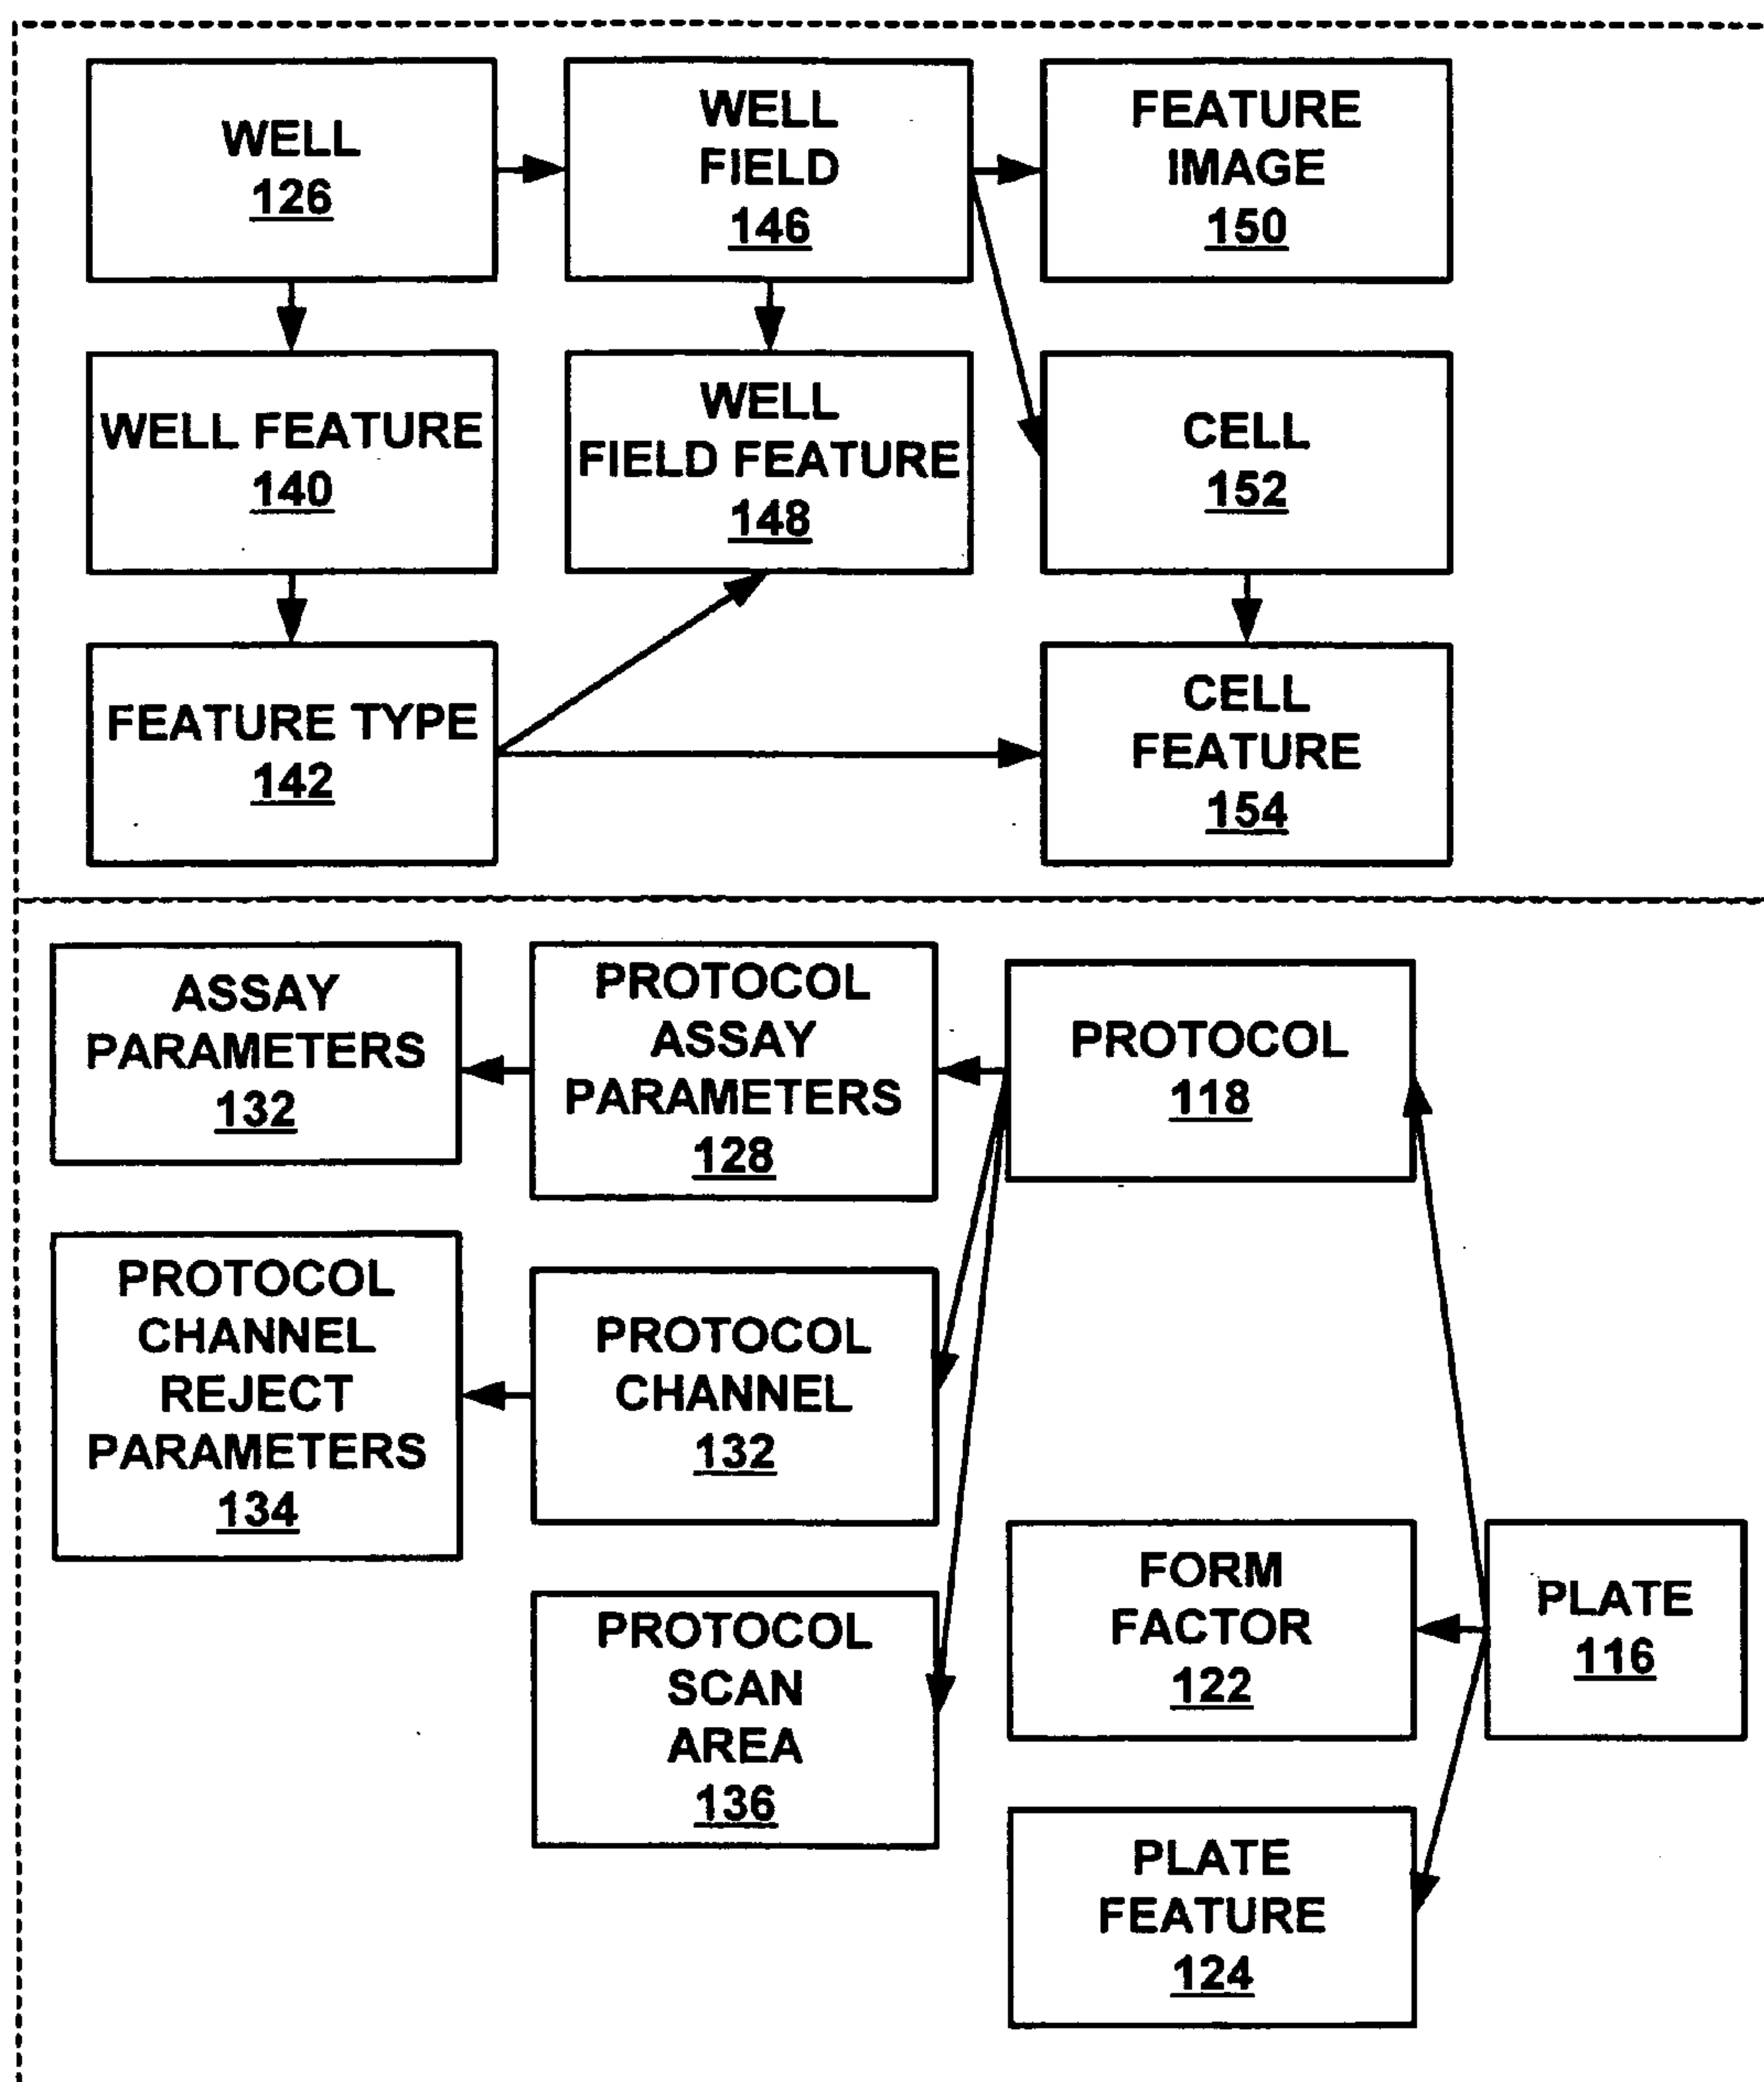 WELL
126
WELL
FIELD
146
FEATURE
IMAGE
150
WELL FEATURE
140
WELL
FIELD FEATURE
148
CELL
152
FEATURE TYPE
142
CELL
FEATURE
154
ASSAY
PARAMETERS
132
PROTOCOL
ASSAY
PARAMETERS
128
PROTOCOL
118
PROTOCOL
CHANNEL
REJECT
PARAMETERS
134
PROTOCOL
CHANNEL
132
FORM
FACTOR
122
PLATE
116
PROTOCOL
SCAN
AREA
136
PLATE
FEATURE
124